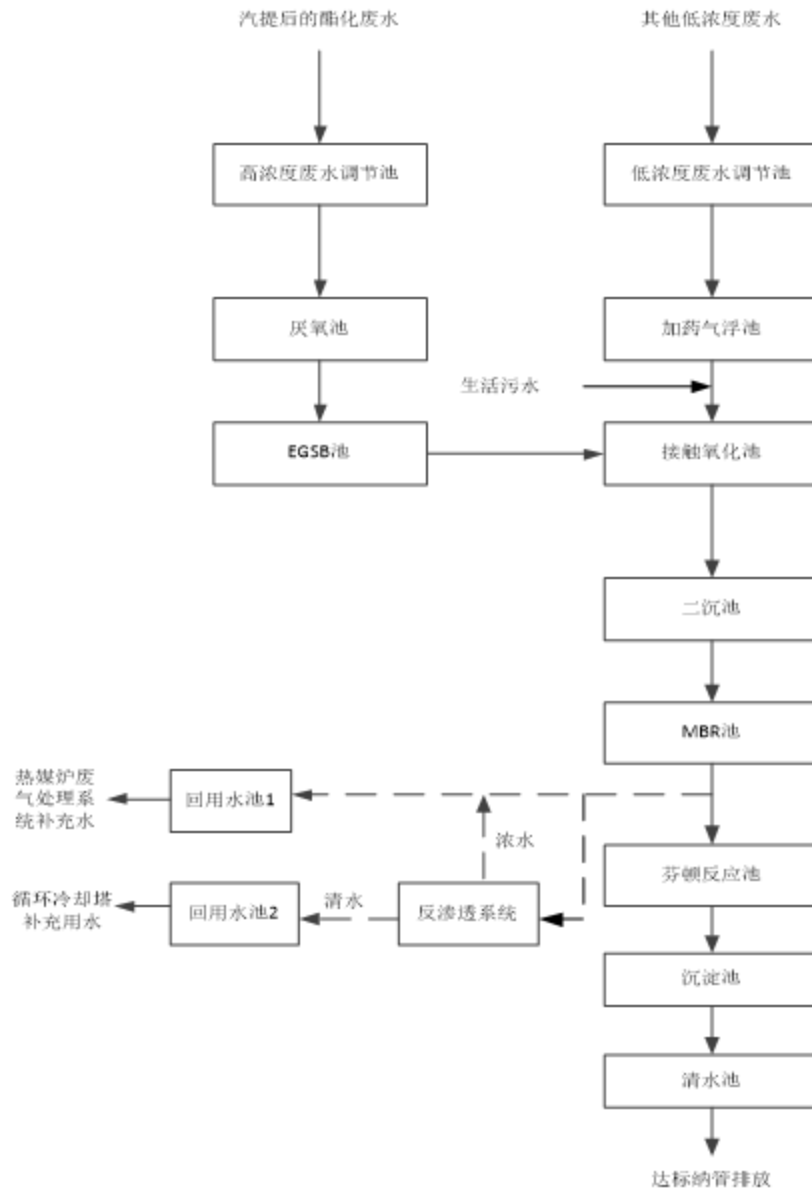 汽提后的酯化废水
其他低浓度废水
高浓度废水调节池
低浓度废水调节池
厌氧池
加药气浮池
生活污水
EGSB池
接触氧化池
二沉池
MBR池
热媒炉废
气处理系
统补充水
回用水池1
浓水
芬顿反应池
循环冷却塔
补充用水
回用水池2
清水
反渗透系统
沉淀池
清水池
达标纳管排放